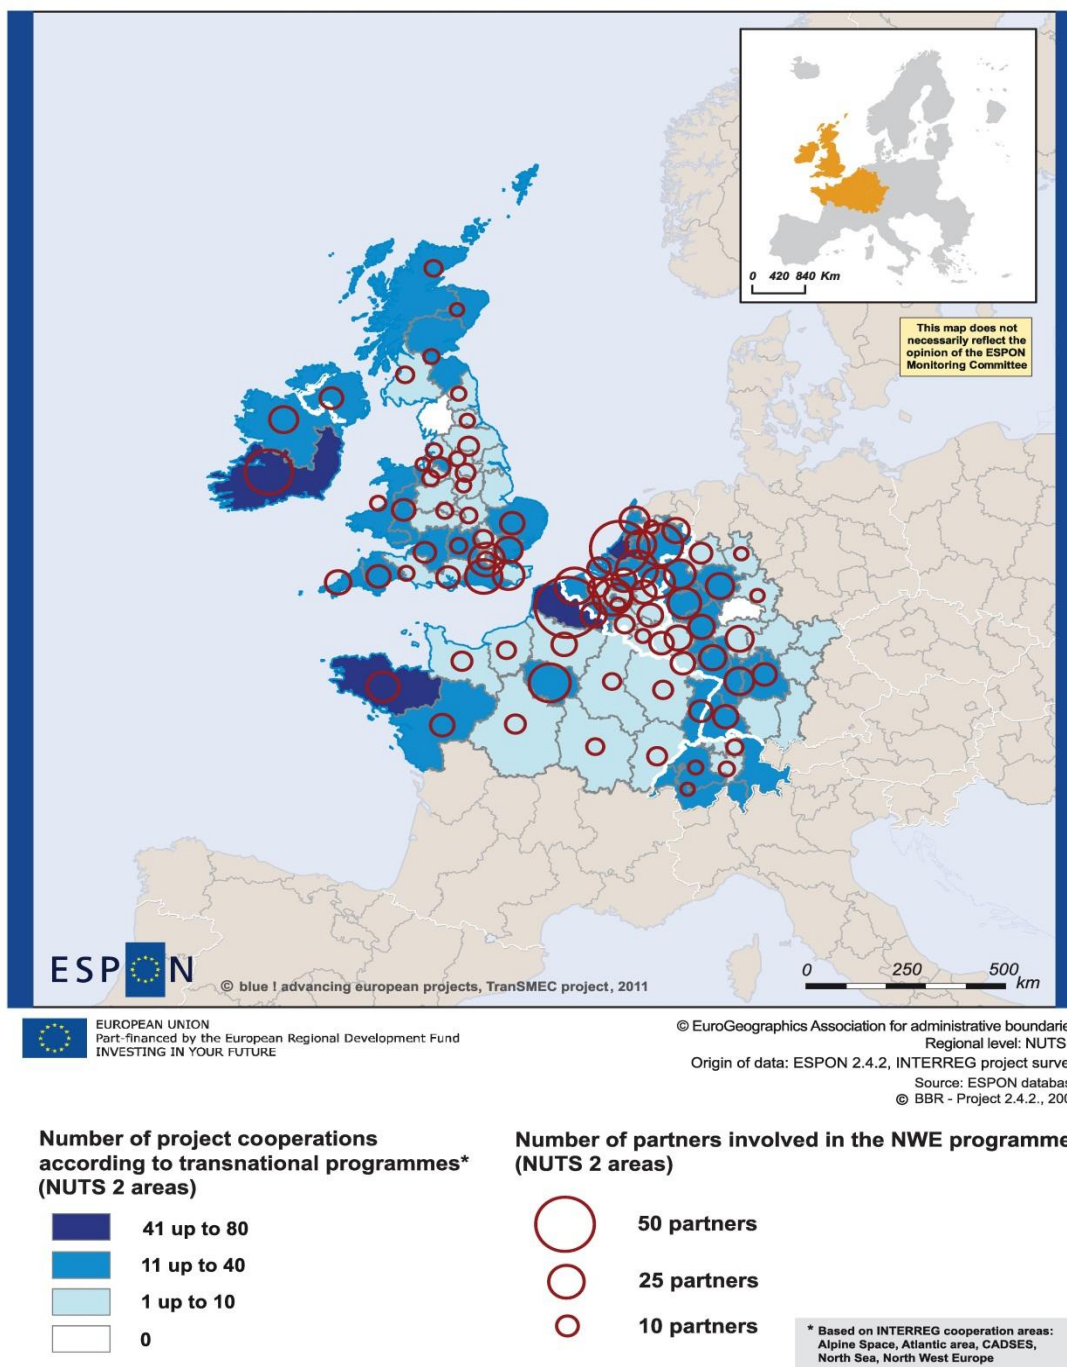 0 420 840 Km
This map does not
necessarily reflect the
opinion of the ESPON
Monitoring Committee
ESPON
© blue ! advancing european projects, TranSMEC project, 2011
0 250 500
km
EUROPEAN UNION
Part-financed by the European Regional Development Fund
INVESTING IN YOUR FUTURE
© EuroGeographics Association for administrative boundarie
Regional level: NUTS
Origin of data: ESPON 2.4.2, INTERREG project surve
Source: ESPON databas
© BBR - Project 2.4.2., 200
Number of project cooperations
according to transnational programmes*
(NUTS 2 areas)
41 up to 80
11 up to 40
1 up to 10
0
Number of partners involved in the NWE programme
(NUTS 2 areas)
50 partners
25 partners
10 partners
* Based on INTERREG cooperation areas:
Alpine Space, Atlantic area, CADSES,
North Sea, North West Europe